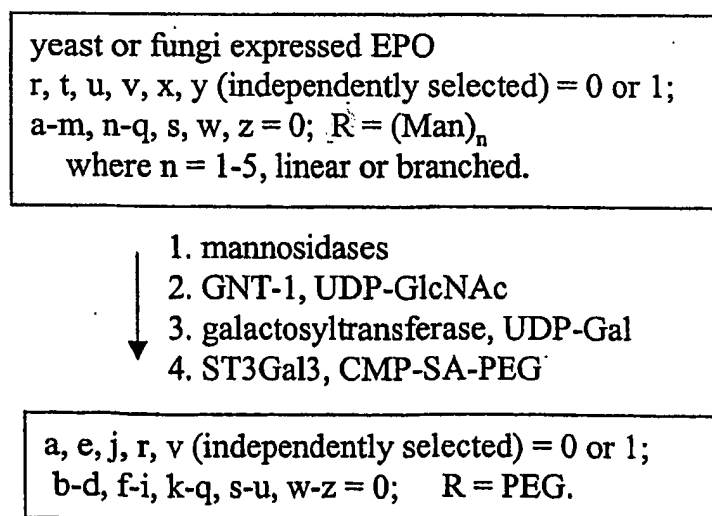 yeast or fungi expressed EPO
r, t, u, v, x, y (independently selected) = 0 or 1;
a-m, n-q, s, w, z = 0; R = (Man)n
where n = 1-5, linear or branched.
1. mannosidases
2. GNT-1, UDP-GlcNAc
3. galactosyltransferase, UDP-Gal
4. ST3Gal3, CMP-SA-PEG
a, e, j, r, v (independently selected) = 0 or 1;
b-d, f-i, k-q, s-u, w-z = 0; R = PEG.